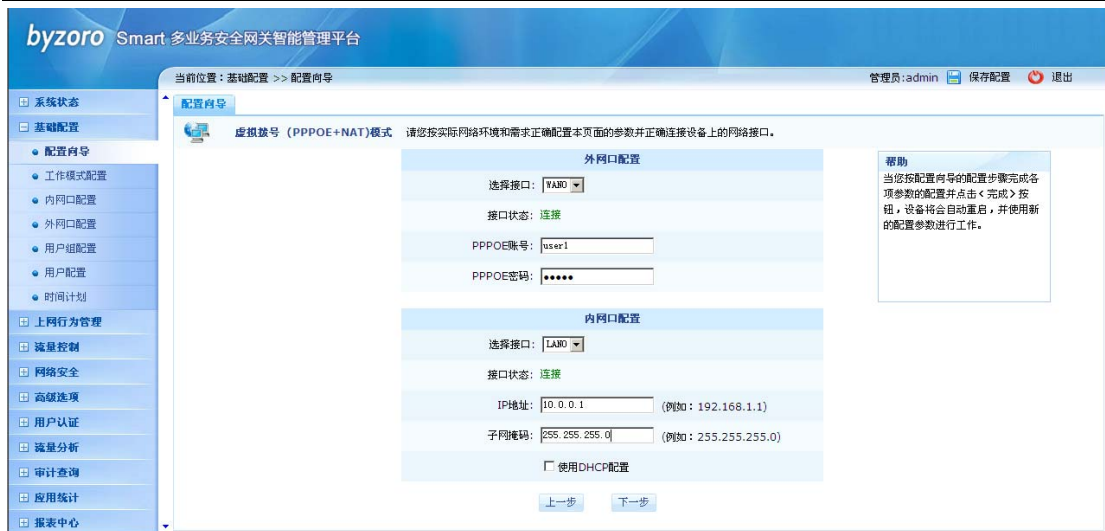 byzoro Smart 多业务安全网关智能管理平台
当前位置：基础配置 >> 配置向导
管理员:admin 保存配置 退出
系统状态
基础配置
配置向导
工作模式配置
内网口配置
外网口配置
用户组配置
用户配置
时间计划
上网行为管理
流量控制
网络安全
高级选项
用户认证
流量分析
审计查询
应用统计
报表中心
配置向导
虚拟拨号（PPPOE+NAT)模式 请您按实际网络环境和需求正确配置本页面的参数并正确连接设备上的网络接口。
外网口配置
选择接口: WAN0
接口状态: 连接
PPPOE账号: user1
PPPOE密码: •••••
内网口配置
选择接口: LAN0
接口状态: 连接
IP地址: 10.0.0.1 (例如：192.168.1.1)
子网掩码: 255.255.255.0 (例如：255.255.255.0)
使用DHCP配置
上一步 下一步
帮助
当您按配置向导的配置步骤完成各
项参数的配置并点击<完成>按
钮，设备将会自动重启，并使用新
的配置参数进行工作。